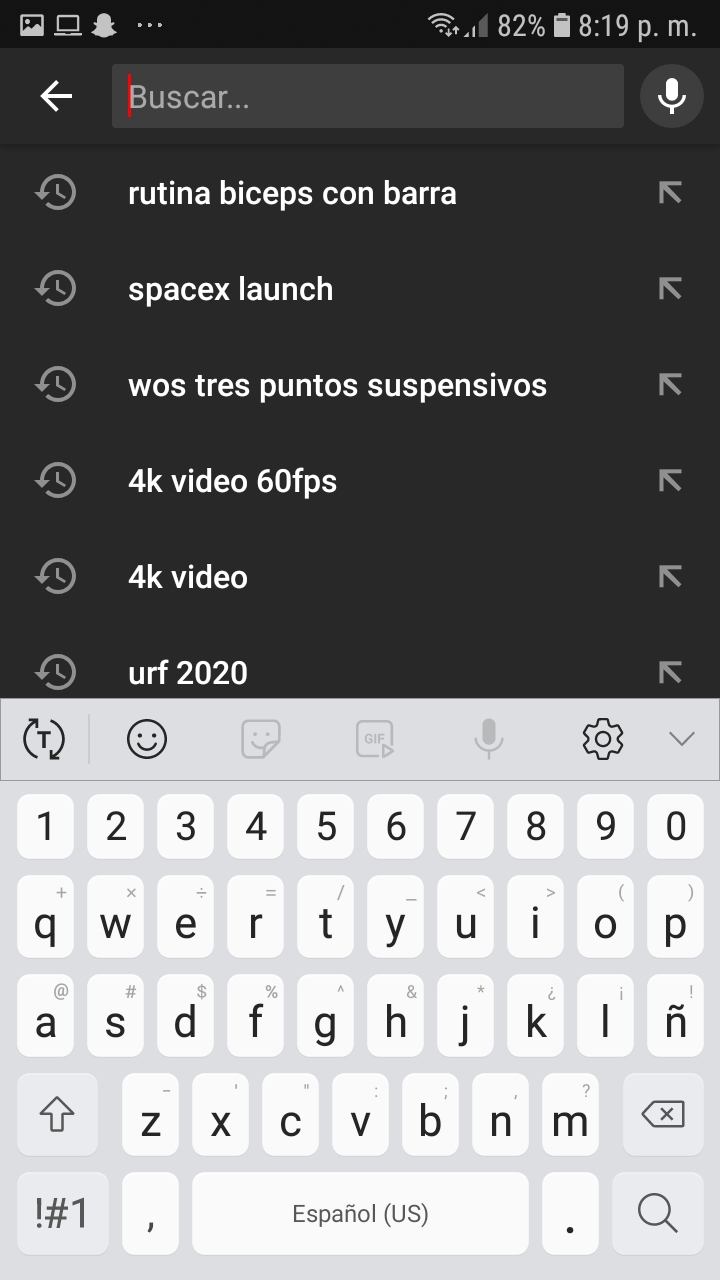 82% 8:19 p. m.
Buscar...
rutina biceps con barra
spacex launch
wos tres puntos suspensivos
4k video 60fps
4k video
urf 2020
T GIF
1 2 3 4 5 6 7 8 9 0
+ × ÷ = / _ < > ( )
q w e r t y u i o p
@ # $ % ^ & * ¿ ¡ !
a s d f g h j k l ñ
- ' " : ; , ?
z x c v b n m
!#1 , Español (US) .